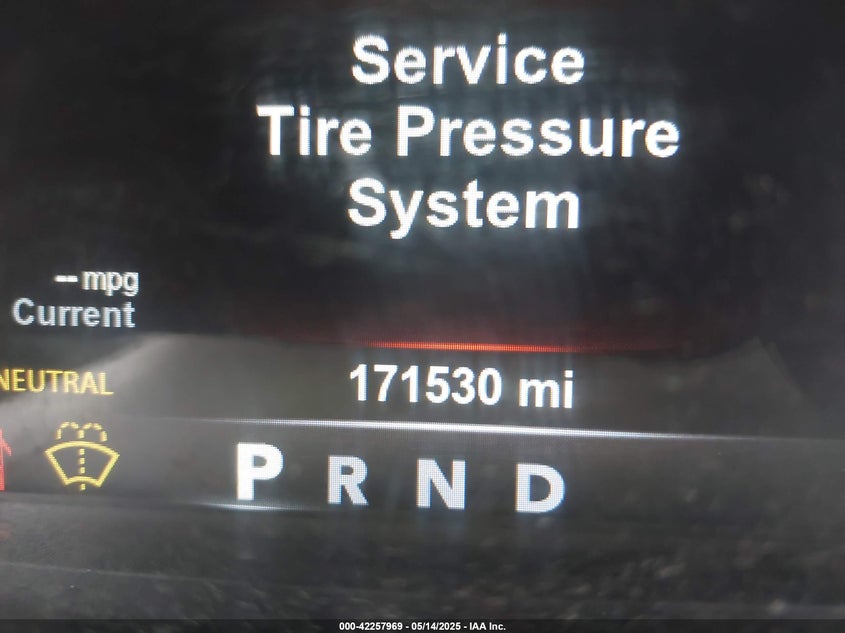 Service
Tire Pressure
System
-- mpg
Current
NEUTRAL
171530 mi
P R N D
000-42257969 - 05/14/2025 - IAA Inc.